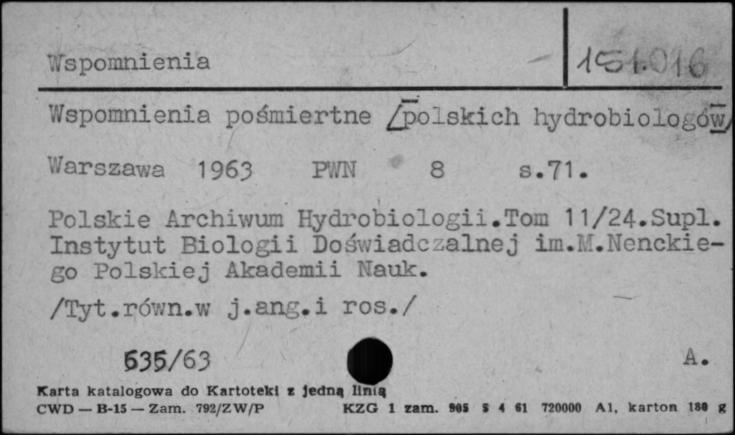 Wspomnienia 151.016
Wspomnienia pośmiertne [polskich hydrobiologów]
Warszawa 1963 PWN 8 s.71.
Polskie Archiwum Hydrobiologii.Tom 11/24.Supl.
Instytut Biologii Doświadczalnej im.M.Nenckie-
go Polskiej Akademii Nauk.
/Tyt.równ.w j.ang.i ros./
535/63 A.
Karta katalogowa do Kartoteki z jedną linią
CWD — B-15 — Zam. 792/ZW/P KZG 1 zam. 905 S 4 61 720000 A1, karton 180 g